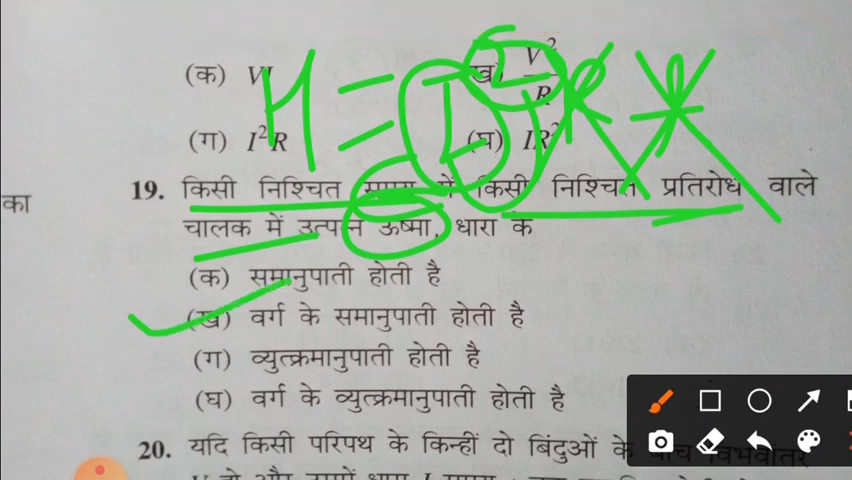 (क) VI (ख) V²/R
(ग) I²R (घ) IR²
H = I² R
का
19. किसी निश्चित समय में किसी निश्चित प्रतिरोध वाले
चालक में उत्पन्न ऊष्मा, धारा के
(क) समानुपाती होती है
(ख) वर्ग के समानुपाती होती है
(ग) व्युत्क्रमानुपाती होती है
(घ) वर्ग के व्युत्क्रमानुपाती होती है
20. यदि किसी परिपथ के किन्हीं दो बिंदुओं के बीच विभवांतर